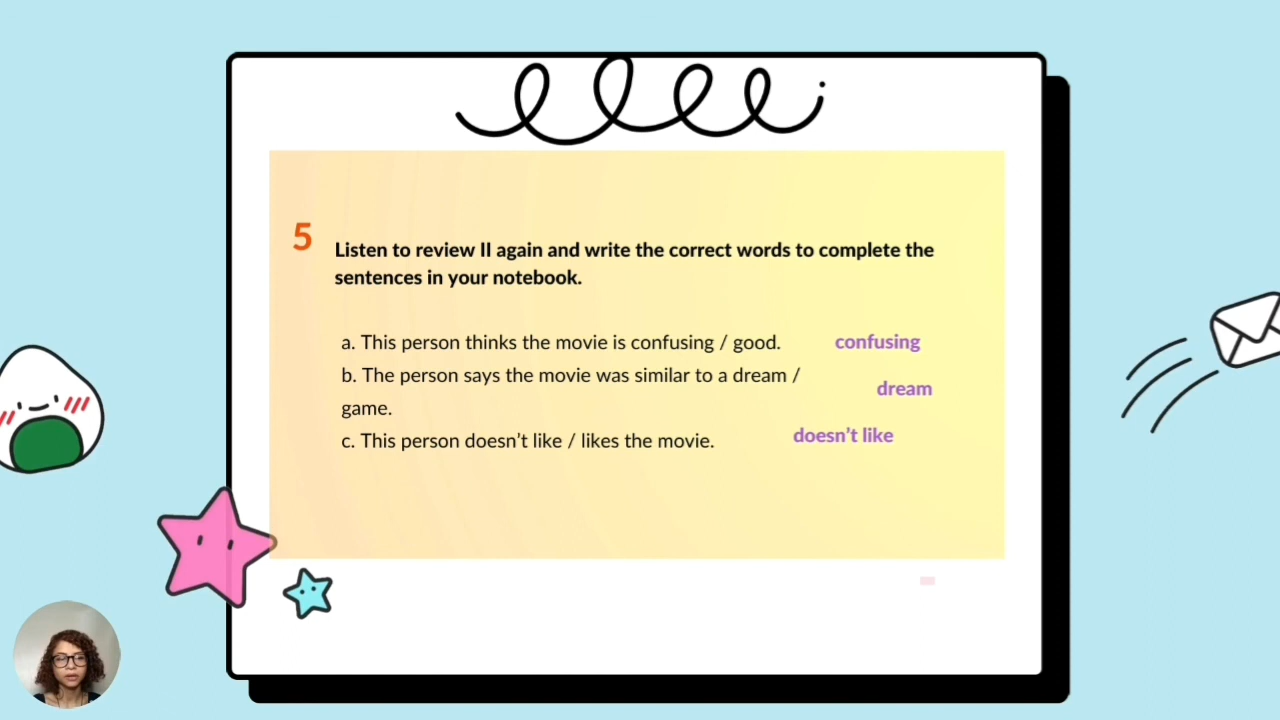 5
Listen to review II again and write the correct words to complete the
sentences in your notebook.
a. This person thinks the movie is confusing / good.
confusing
b. The person says the movie was similar to a dream /
game.
dream
c. This person doesn’t like / likes the movie.
doesn’t like